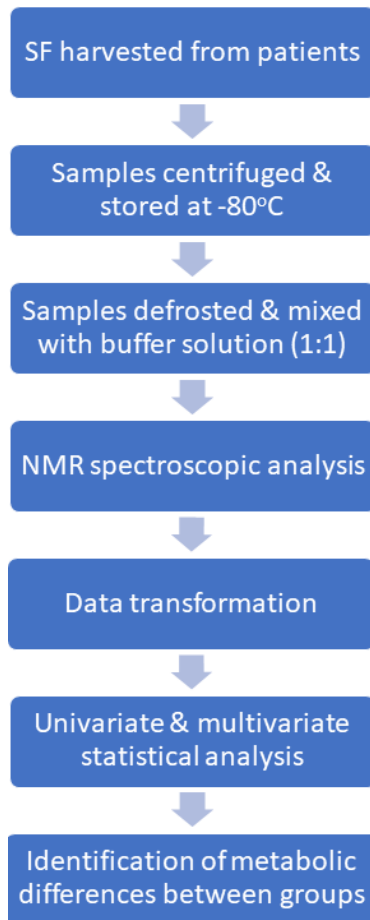 SF harvested from patients
Samples centrifuged &
stored at -80°C
Samples defrosted & mixed
with buffer solution (1:1)
NMR spectroscopic analysis
Data transformation
Univariate & multivariate
statistical analysis
Identification of metabolic
differences between groups